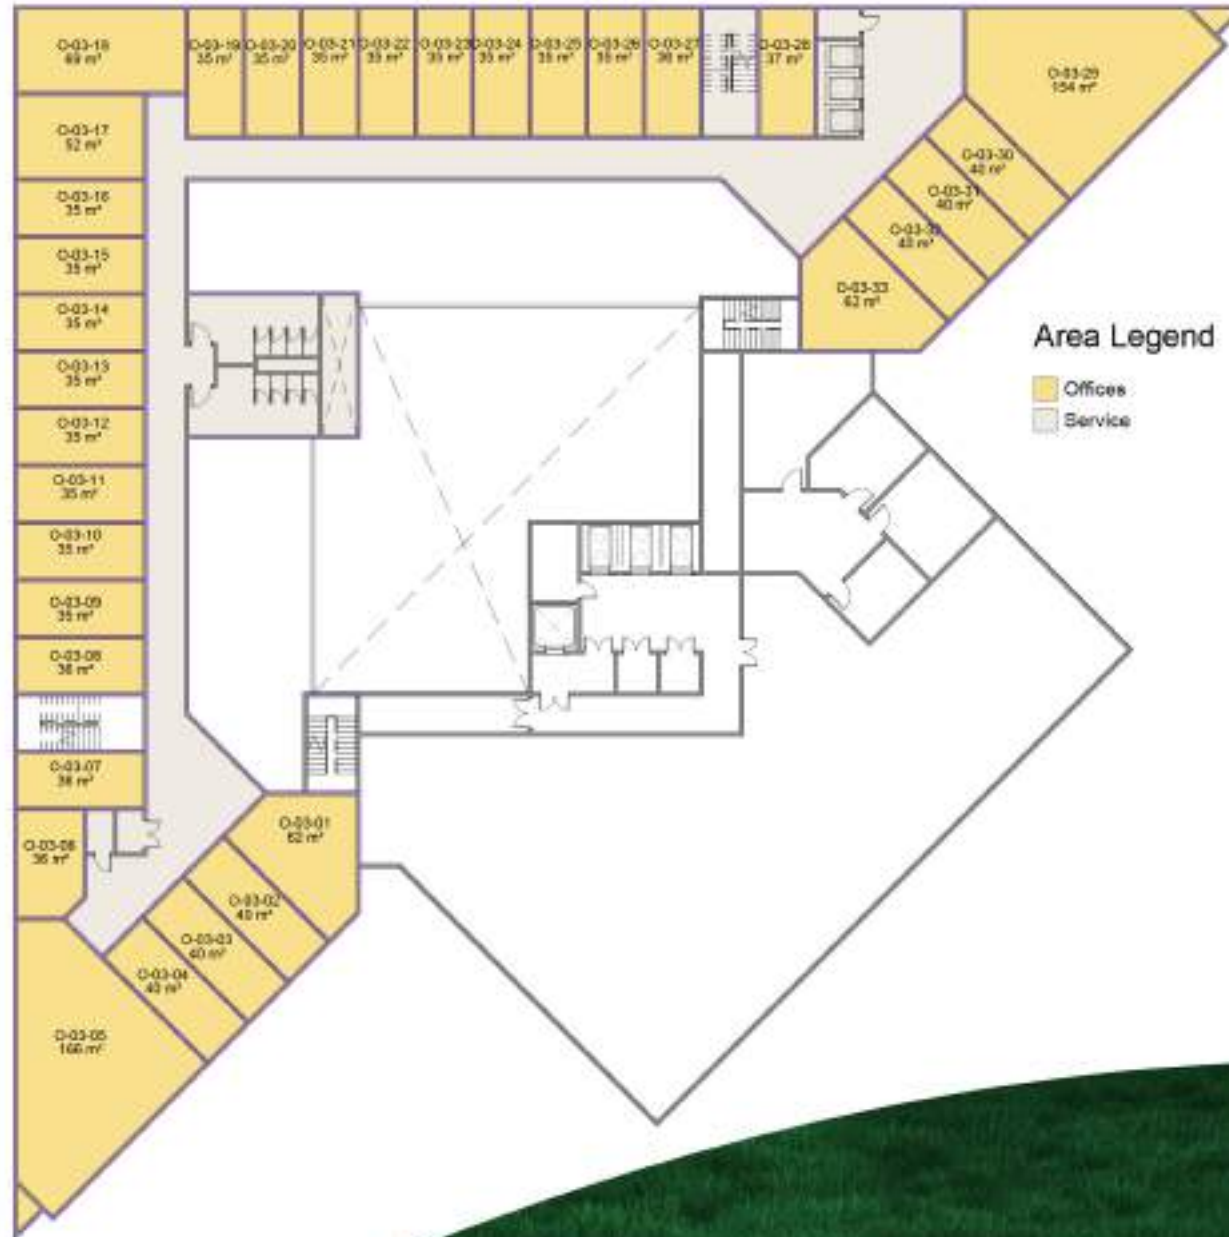 O-03-18
69 m²
O-03-19
35 m²
O-03-20
35 m²
O-03-21
35 m²
O-03-22
35 m²
O-03-23
35 m²
O-03-24
35 m²
O-03-25
35 m²
O-03-26
35 m²
O-03-27
36 m²
O-03-28
37 m²
O-03-29
154 m²
O-03-17
52 m²
O-03-30
40 m²
O-03-16
35 m²
O-03-31
40 m²
O-03-32
40 m²
O-03-15
35 m²
O-03-33
62 m²
O-03-14
35 m²
Area Legend
Offices
Service
O-03-13
35 m²
O-03-12
35 m²
O-03-11
35 m²
O-03-10
35 m²
O-03-09
35 m²
O-03-08
36 m²
O-03-07
36 m²
O-03-01
62 m²
O-03-06
36 m²
O-03-02
40 m²
O-03-03
40 m²
O-03-04
40 m²
O-03-05
166 m²